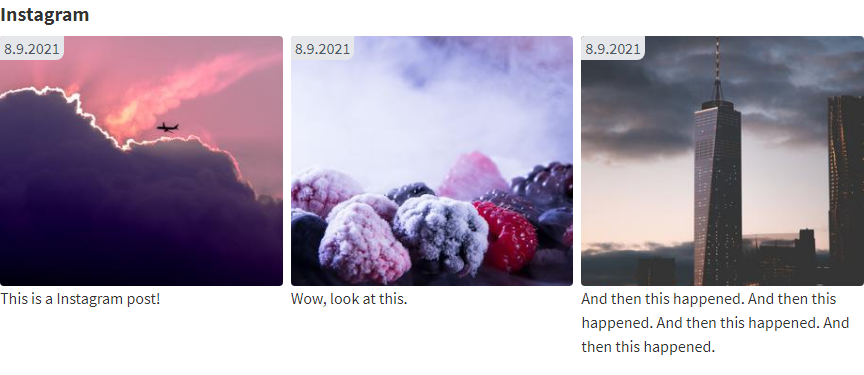 Instagram
8.9.2021
8.9.2021
8.9.2021
This is a Instagram post!
Wow, look at this.
And then this happened. And then this
happened. And then this happened. And
then this happened.